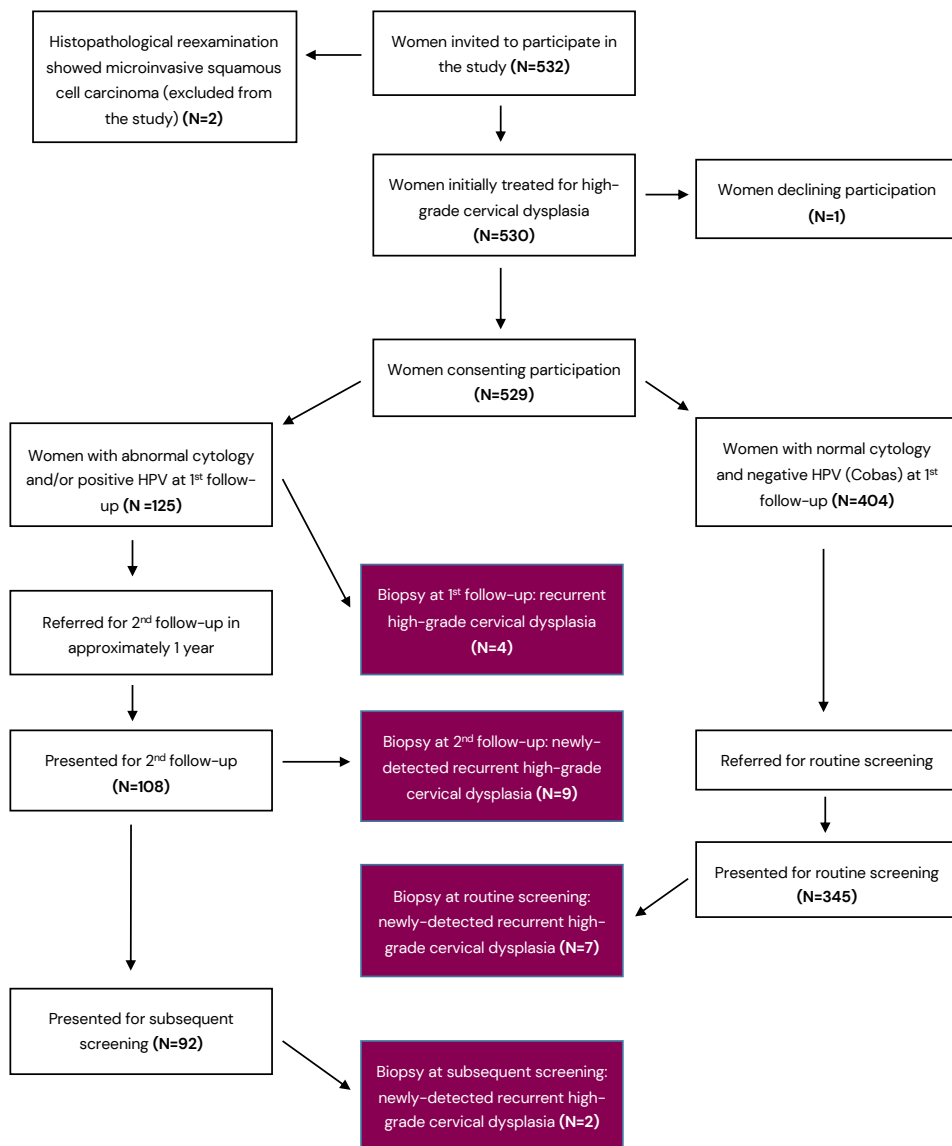 Histopathological reexamination
showed microinvasive squamous
cell carcinoma (excluded from
the study) (N=2)
Women invited to participate in
the study (N=532)
Women initially treated for high-
grade cervical dysplasia
(N=530)
Women declining participation
(N=1)
Women consenting participation
(N=529)
Women with abnormal cytology
and/or positive HPV at 1st follow-
up (N =125)
Women with normal cytology
and negative HPV (Cobas) at 1st
follow-up (N=404)
Biopsy at 1st follow-up: recurrent
high-grade cervical dysplasia
(N=4)
Referred for 2nd follow-up in
approximately 1 year
Presented for 2nd follow-up
(N=108)
Biopsy at 2nd follow-up: newly-
detected recurrent high-grade
cervical dysplasia (N=9)
Referred for routine screening
Presented for routine screening
(N=345)
Biopsy at routine screening:
newly-detected recurrent high-
grade cervical dysplasia (N=7)
Presented for subsequent
screening (N=92)
Biopsy at subsequent screening:
newly-detected recurrent high-
grade cervical dysplasia (N=2)